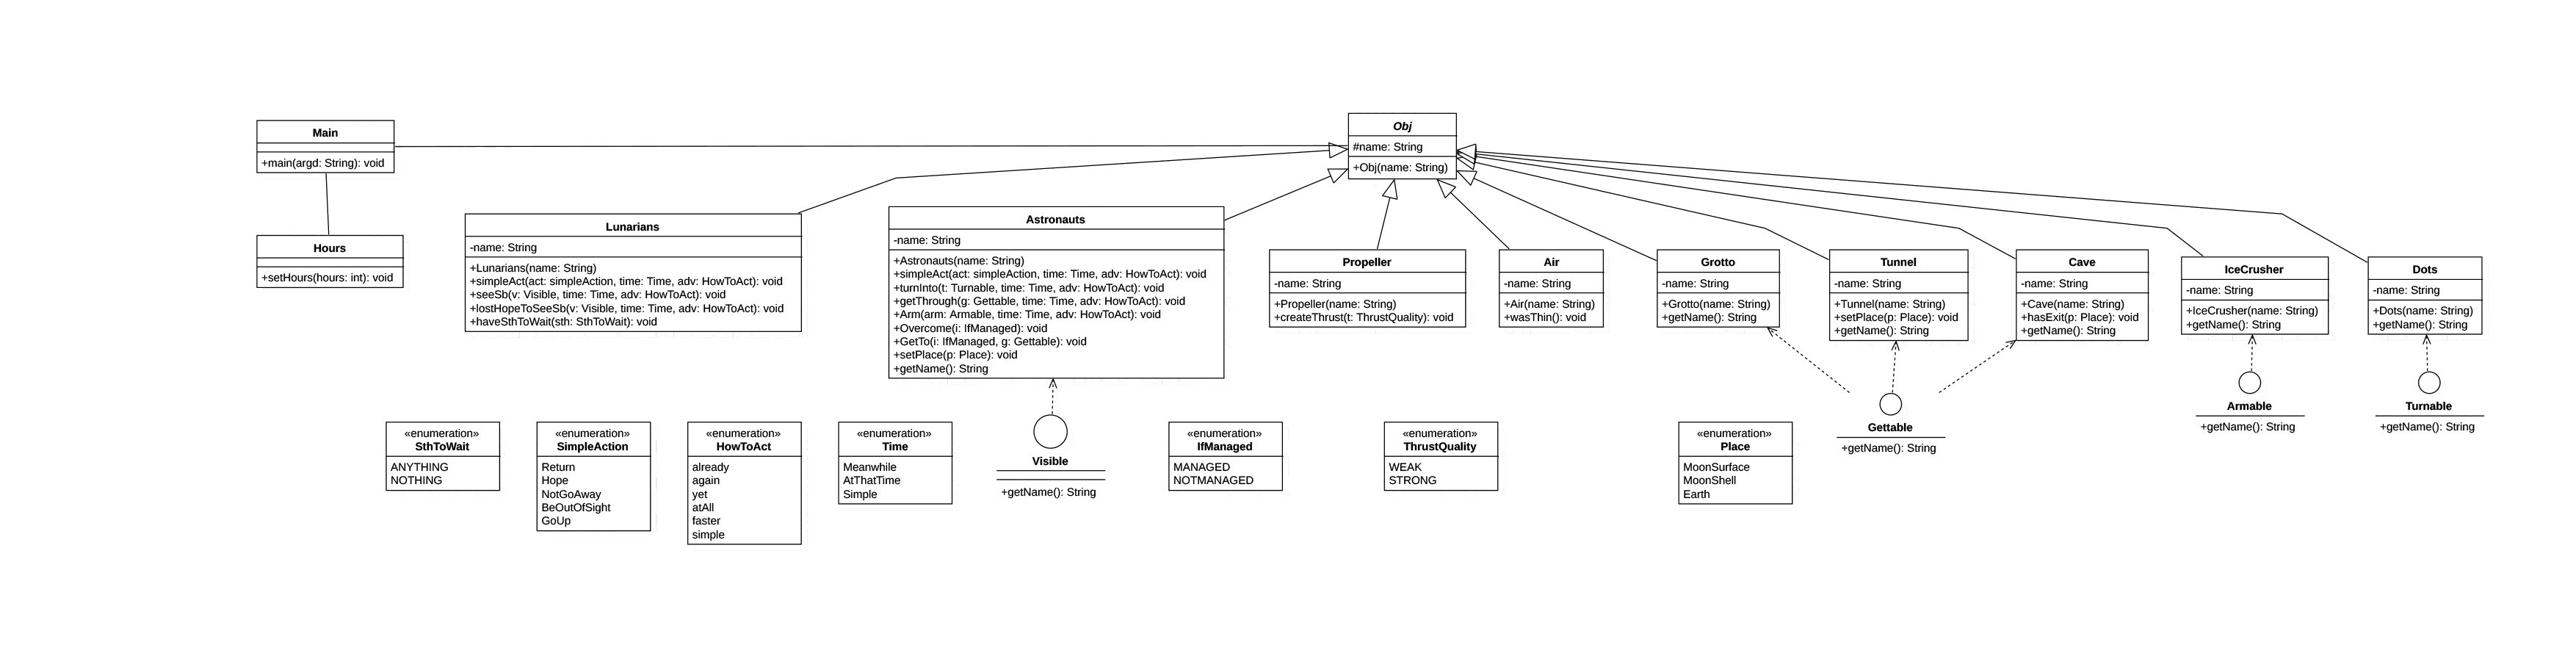 Main
+main(argd: String): void
Hours
+setHours(hours: int): void
Obj
#name: String
+Obj(name: String)
Lunarians
-name: String
+Lunarians(name: String)
+simpleAct(act: simpleAction, time: Time, adv: HowToAct): void
+seeSb(v: Visible, time: Time, adv: HowToAct): void
+lostHopeToSeeSb(v: Visible, time: Time, adv: HowToAct): void
+haveSthToWait(sth: SthToWait): void
Astronauts
-name: String
+Astronauts(name: String)
+simpleAct(act: simpleAction, time: Time, adv: HowToAct): void
+turnInto(t: Turnable, time: Time, adv: HowToAct): void
+getThrough(g: Gettable, time: Time, adv: HowToAct): void
+Arm(arm: Armable, time: Time, adv: HowToAct): void
+Overcome(i: IfManaged): void
+GetTo(i: IfManaged, g: Gettable): void
+setPlace(p: Place): void
+getName(): String
Propeller
-name: String
+Propeller(name: String)
+createThrust(t: ThrustQuality): void
Air
-name: String
+Air(name: String)
+wasThin(): void
Grotto
-name: String
+Grotto(name: String)
+getName(): String
Tunnel
-name: String
+Tunnel(name: String)
+setPlace(p: Place): void
+getName(): String
Cave
-name: String
+Cave(name: String)
+hasExit(p: Place): void
+getName(): String
IceCrusher
-name: String
+IceCrusher(name: String)
+getName(): String
Dots
-name: String
+Dots(name: String)
+getName(): String
«enumeration»
SthToWait
ANYTHING
NOTHING
«enumeration»
SimpleAction
Return
Hope
NotGoAway
BeOutOfSight
GoUp
«enumeration»
HowToAct
already
again
yet
atAll
faster
simple
«enumeration»
Time
Meanwhile
AtThatTime
Simple
Visible
+getName(): String
«enumeration»
IfManaged
MANAGED
NOTMANAGED
«enumeration»
ThrustQuality
WEAK
STRONG
«enumeration»
Place
MoonSurface
MoonShell
Earth
Gettable
+getName(): String
Armable
+getName(): String
Turnable
+getName(): String